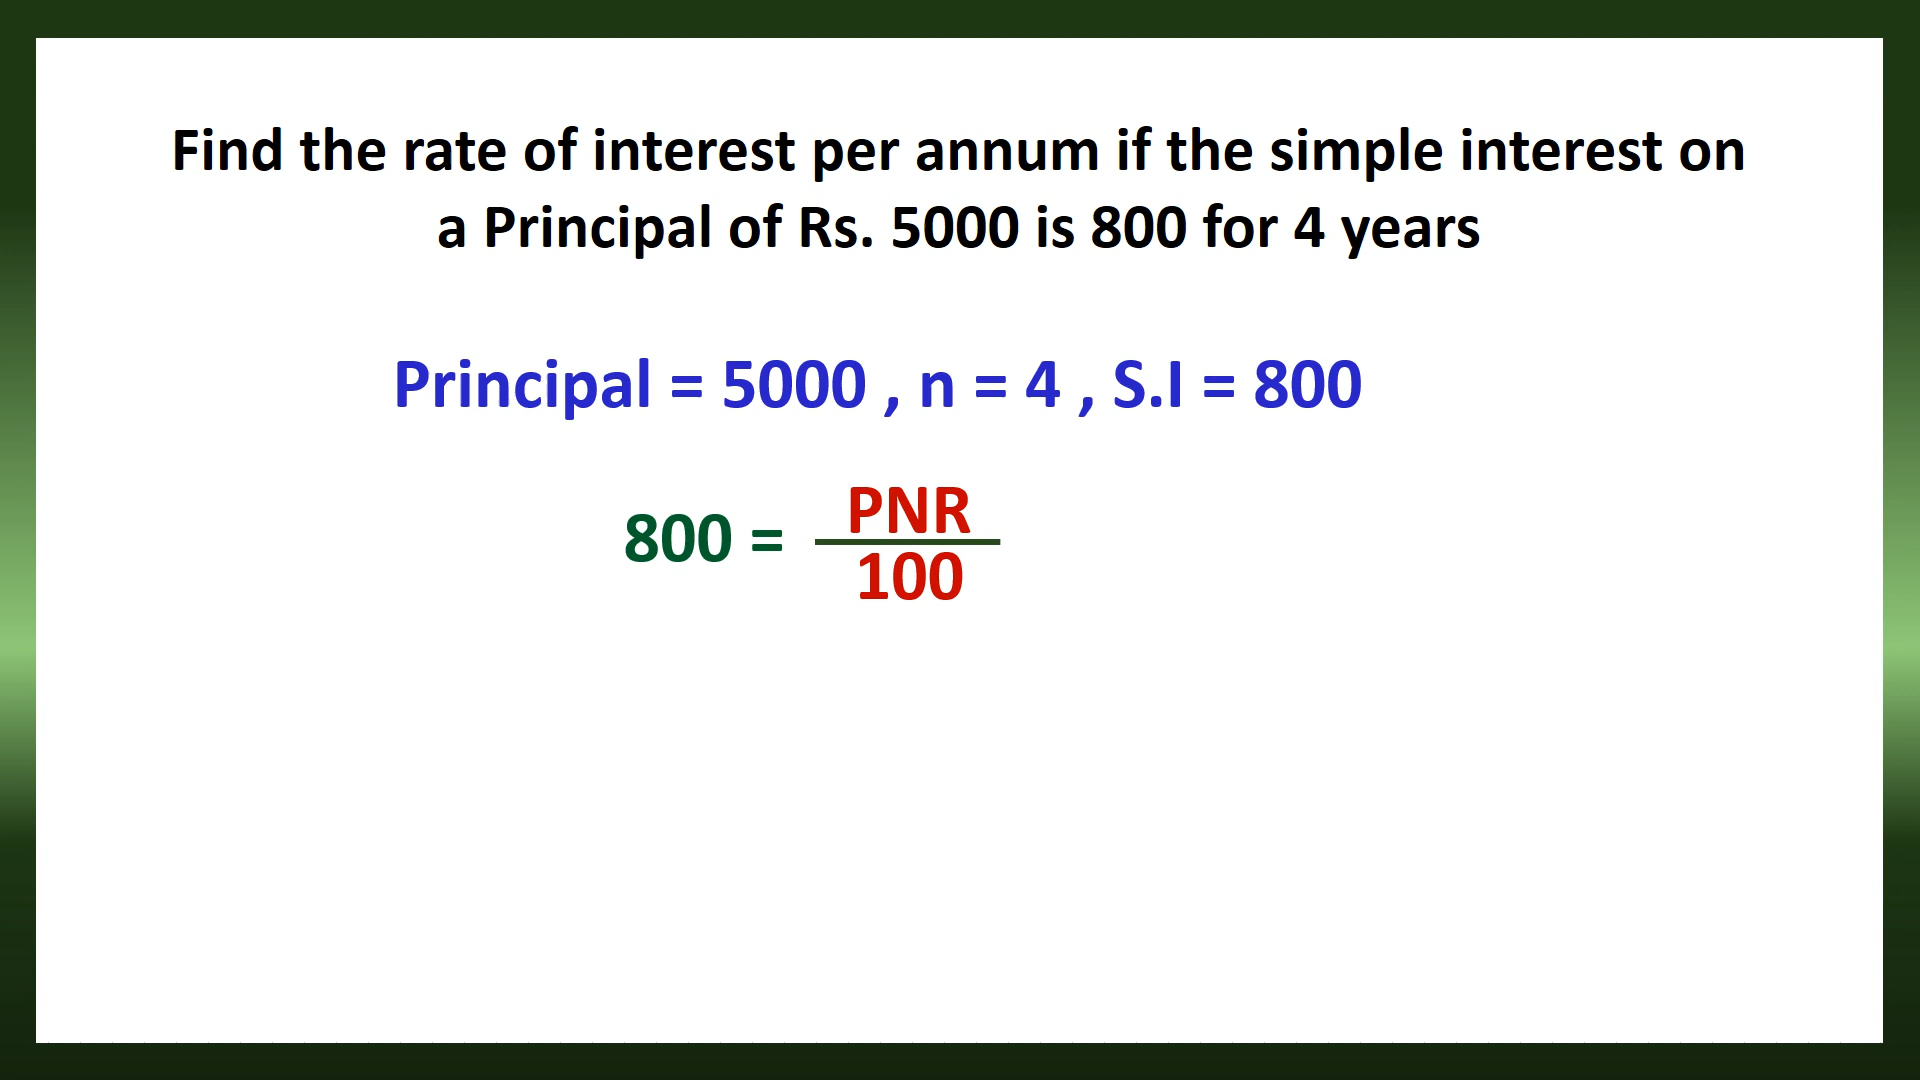 Find the rate of interest per annum if the simple interest on
a Principal of Rs. 5000 is 800 for 4 years
Principal = 5000 , n = 4 , S.I = 800
800 = PNR
100